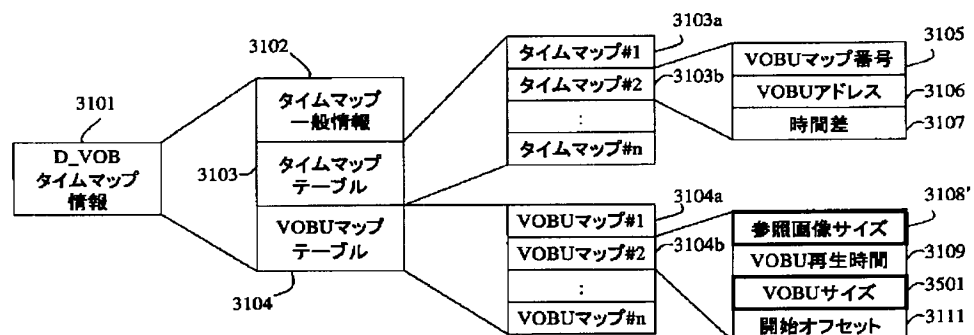 3101
D_VOB
タイムマップ
情報
3102
タイムマップ
一般情報
3103
タイムマップ
テーブル
VOBUマップ
テーブル
3104
3103a
タイムマップ#1
タイムマップ#2
3103b
:
タイムマップ#n
3105
VOBUマップ番号
VOBUアドレス
3106
時間差
3107
3104a
VOBUマップ#1
VOBUマップ#2
3104b
:
VOBUマップ#n
3108'
参照画像サイズ
VOBU再生時間
3109
VOBUサイズ
3501
開始オフセット
3111